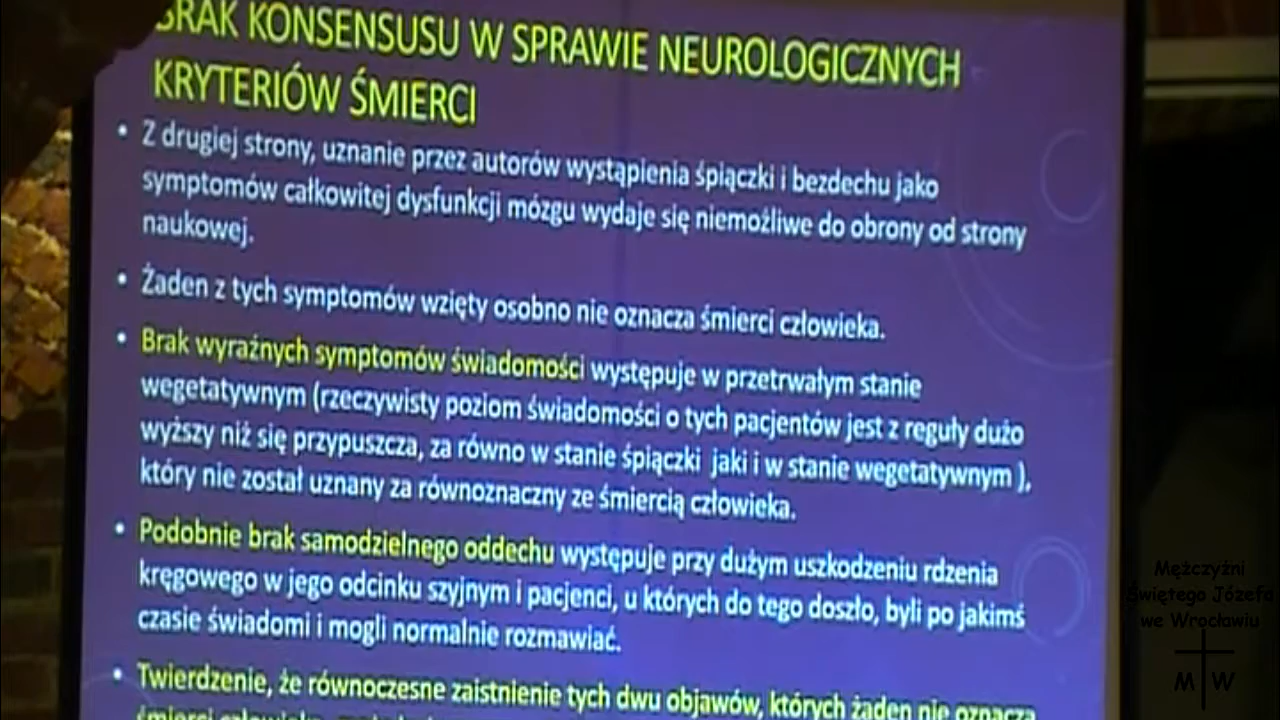 BRAK KONSENSUSU W SPRAWIE NEUROLOGICZNYCH
KRYTERIÓW ŚMIERCI
• Z drugiej strony, uznanie przez autorów wystąpienia śpiączki i bezdechu jako
symptomów całkowitej dysfunkcji mózgu wydaje się niemożliwe do obrony od strony
naukowej.
• Żaden z tych symptomów wzięty osobno nie oznacza śmierci człowieka.
• Brak wyraźnych symptomów świadomości występuje w przetrwałym stanie
wegetatywnym (rzeczywisty poziom świadomości o tych pacjentów jest z reguły dużo
wyższy niż się przypuszcza, za równo w stanie śpiączki jaki i w stanie wegetatywnym ),
który nie został uznany za równoznaczny ze śmiercią człowieka.
• Podobnie brak samodzielnego oddechu występuje przy dużym uszkodzeniu rdzenia
kręgowego w jego odcinku szyjnym i pacjenci, u których do tego doszło, byli po jakimś
czasie świadomi i mogli normalnie rozmawiać.
• Twierdzenie, że równoczesne zaistnienie tych dwu objawów, których żaden nie oznacza
śmierci człowieka
Mężczyźni
Świętego Józefa
we Wrocławiu
M W